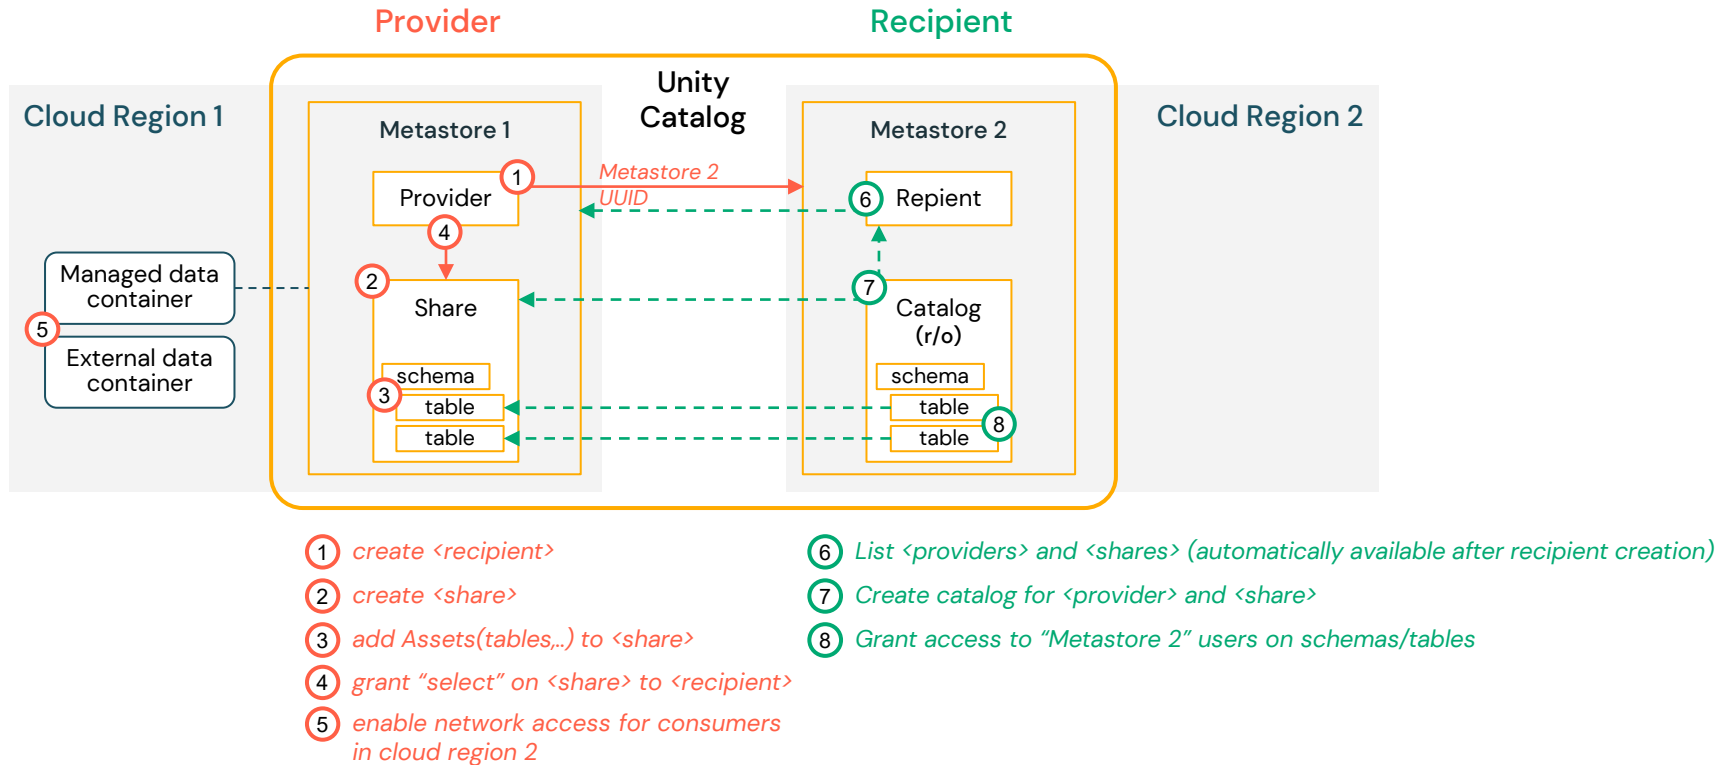 Provider
Recipient
Unity
Catalog
Cloud Region 1
Cloud Region 2
Metastore 1
Metastore 2
Provider
1
Metastore 2
UUID
6
Repient
4
2
Share
7
Catalog
(r/o)
Managed data
container
5
External data
container
schema
3
table
table
schema
table
8
table
1 create <recipient>
2 create <share>
3 add Assets(tables,..) to <share>
4 grant “select” on <share> to <recipient>
5 enable network access for consumers
in cloud region 2
6 List <providers> and <shares> (automatically available after recipient creation)
7 Create catalog for <provider> and <share>
8 Grant access to “Metastore 2” users on schemas/tables